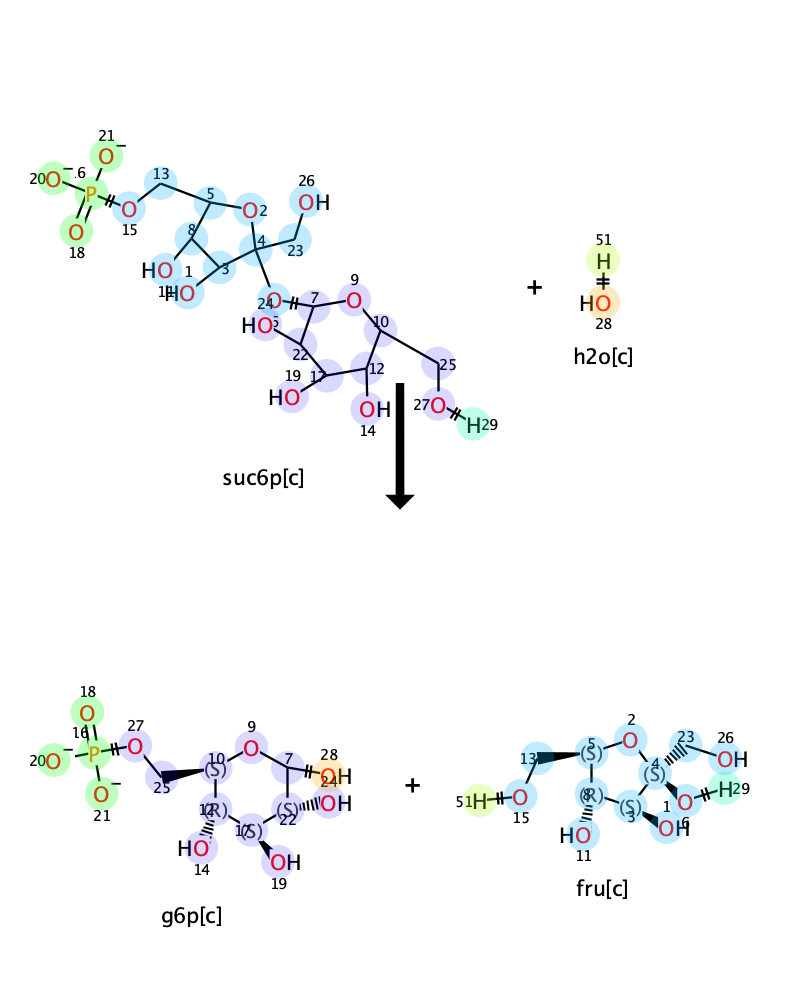 21
O−
20 O− 16 P
O 15
O 18
13
5
O 2
26
OH
8
4
23
HO 11
1 HO
3
O 24
7
9
O
HO 6
10
22
19
HO
17
12
25
OH
14
27 O
H 29
suc6p[c]
+
51
H
HO
28
h2o[c]
18
O
16
P
20 O−
O−
21
27
O
25
10
(S)
9
O
7
28
OH
24
OH
12
(R)
(S)
22
17
(S)
HO
14
OH
19
g6p[c]
+
2
O
5
(S)
13
51 H
O
15
23
26
OH
4
(S)
8
(R)
(S)
3
1
O
6
H 29
OH
HO
11
fru[c]